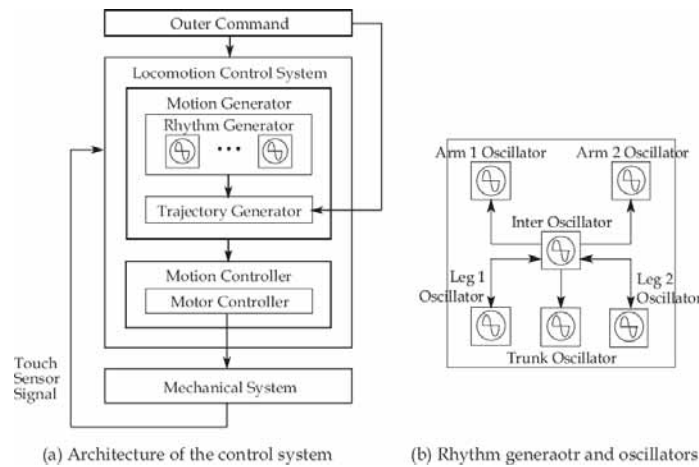 Outer Command
Locomotion Control System
Motion Generator
Rhythm Generator
Trajectory Generator
Motion Controller
Motor Controller
Mechanical System
Touch
Sensor
Signal
(a) Architecture of the control system
Arm 1 Oscillator
Arm 2 Oscillator
Inter Oscillator
Leg 1
Oscillator
Leg 2
Oscillator
Trunk Oscillator
(b) Rhythm generaotr and oscillators